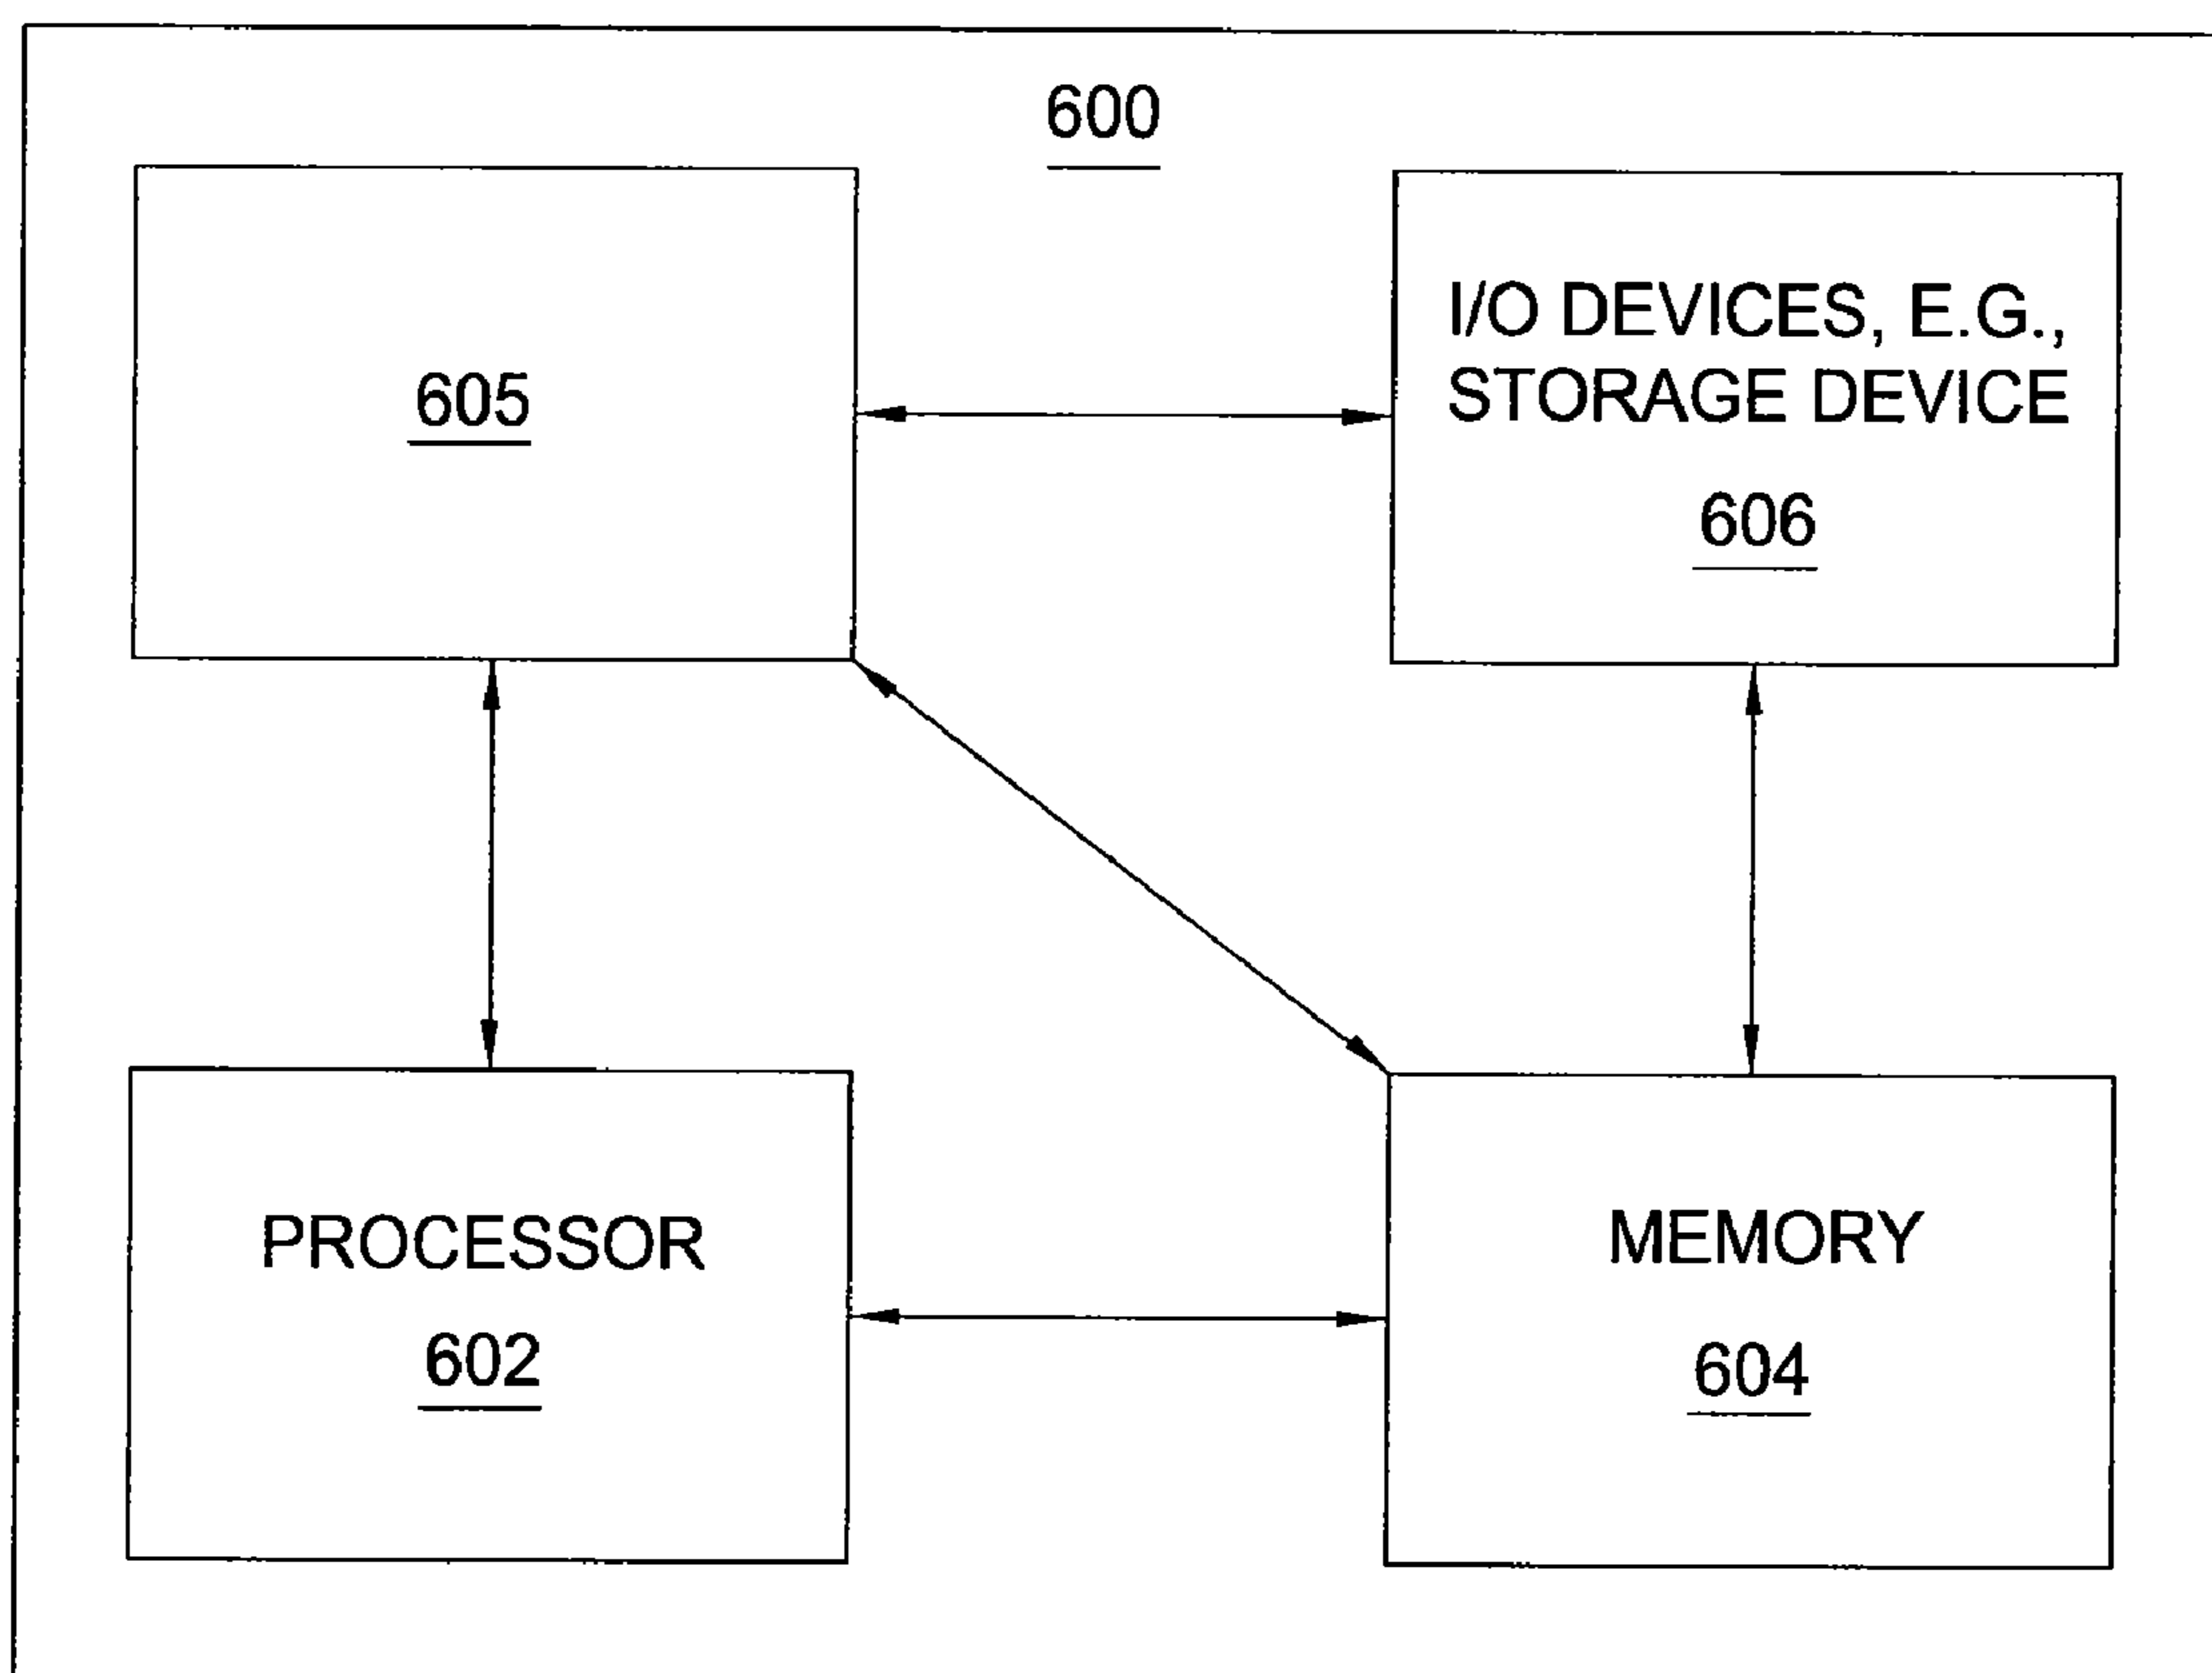 600
605
I/O DEVICES, E.G.,
STORAGE DEVICE
606
PROCESSOR
602
MEMORY
604